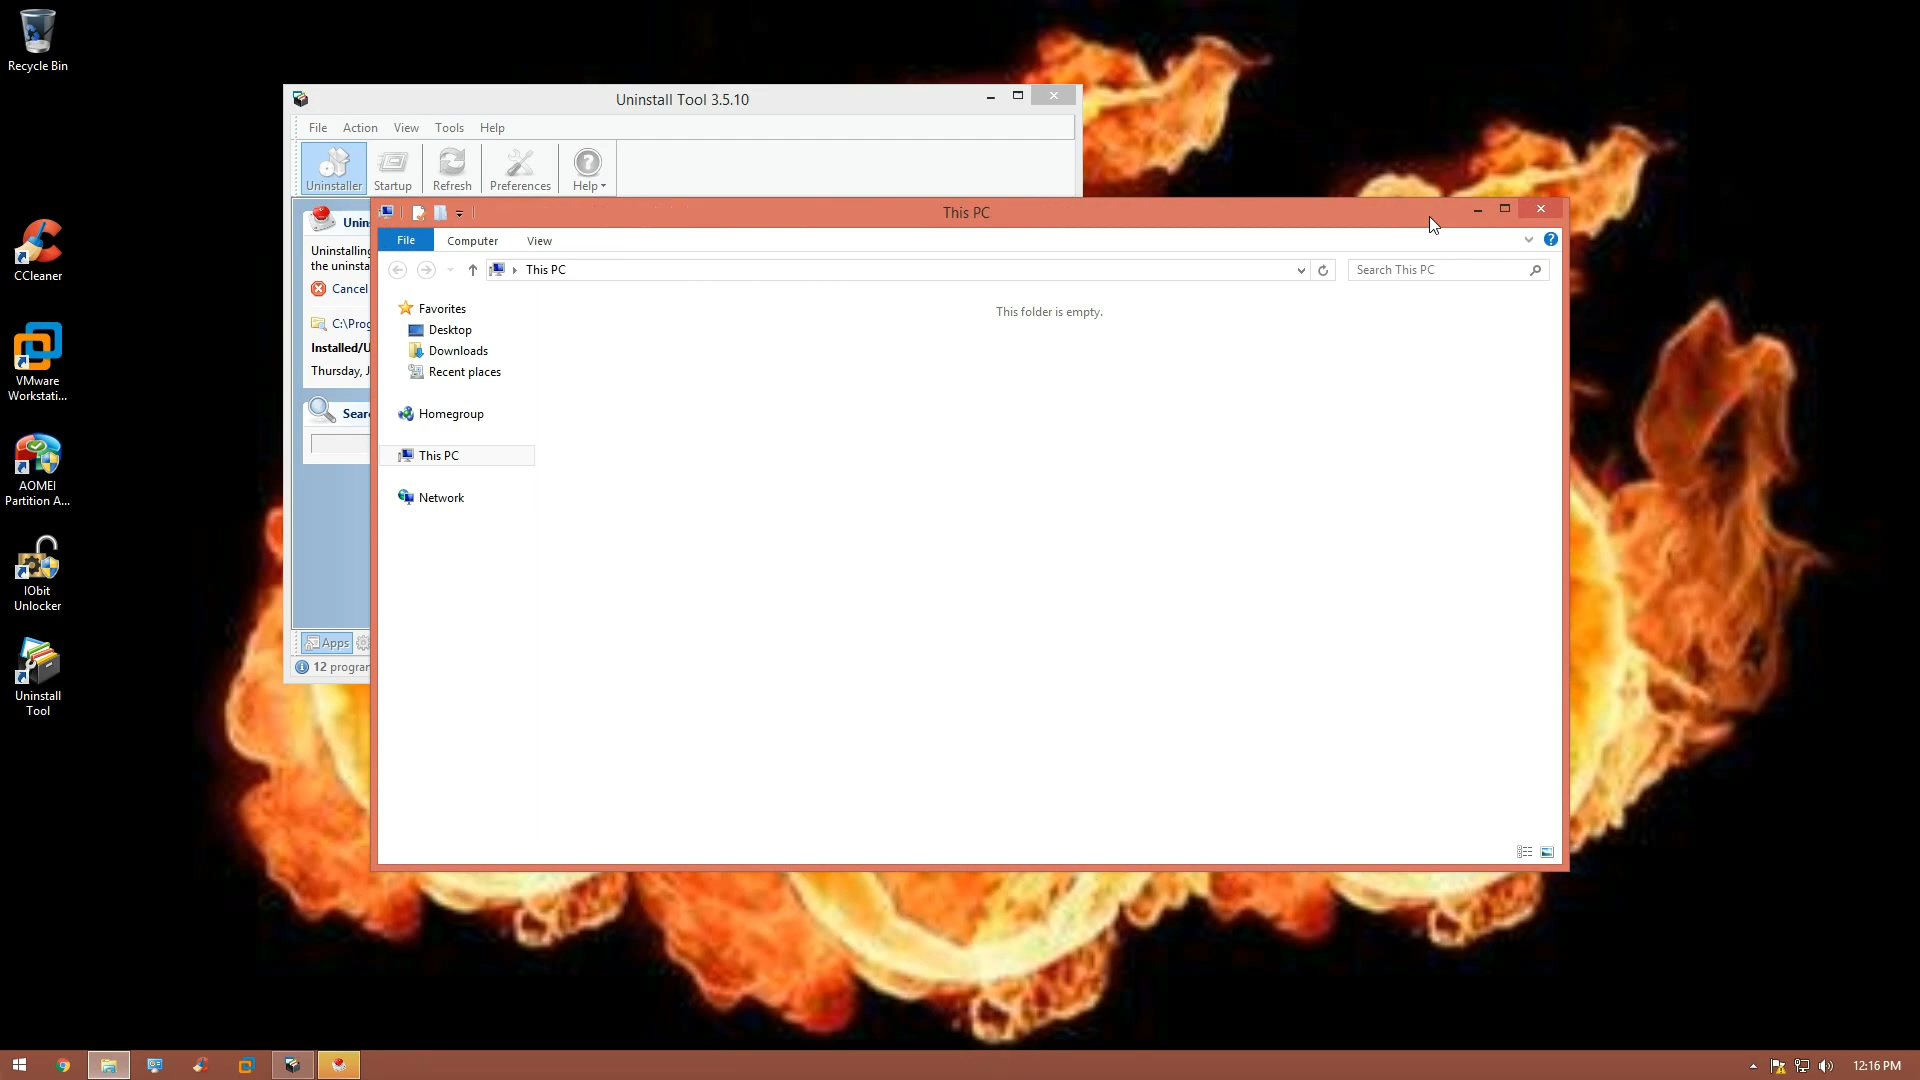 Recycle Bin
CCleaner
VMware
Workstati...
AOMEI
Partition A...
IObit
Unlocker
Uninstall
Tool
Uninstall Tool 3.5.10
File Action View Tools Help
Uninstaller Startup Refresh Preferences Help
Unin
Uninstalling
the uninsta
Cancel
C:\Prog
Installed/U
Thursday, J
Sear
Apps
12 program
This PC
File Computer View
This PC
Search This PC
Favorites
Desktop
Downloads
Recent places
Homegroup
This PC
Network
This folder is empty.
12:16 PM